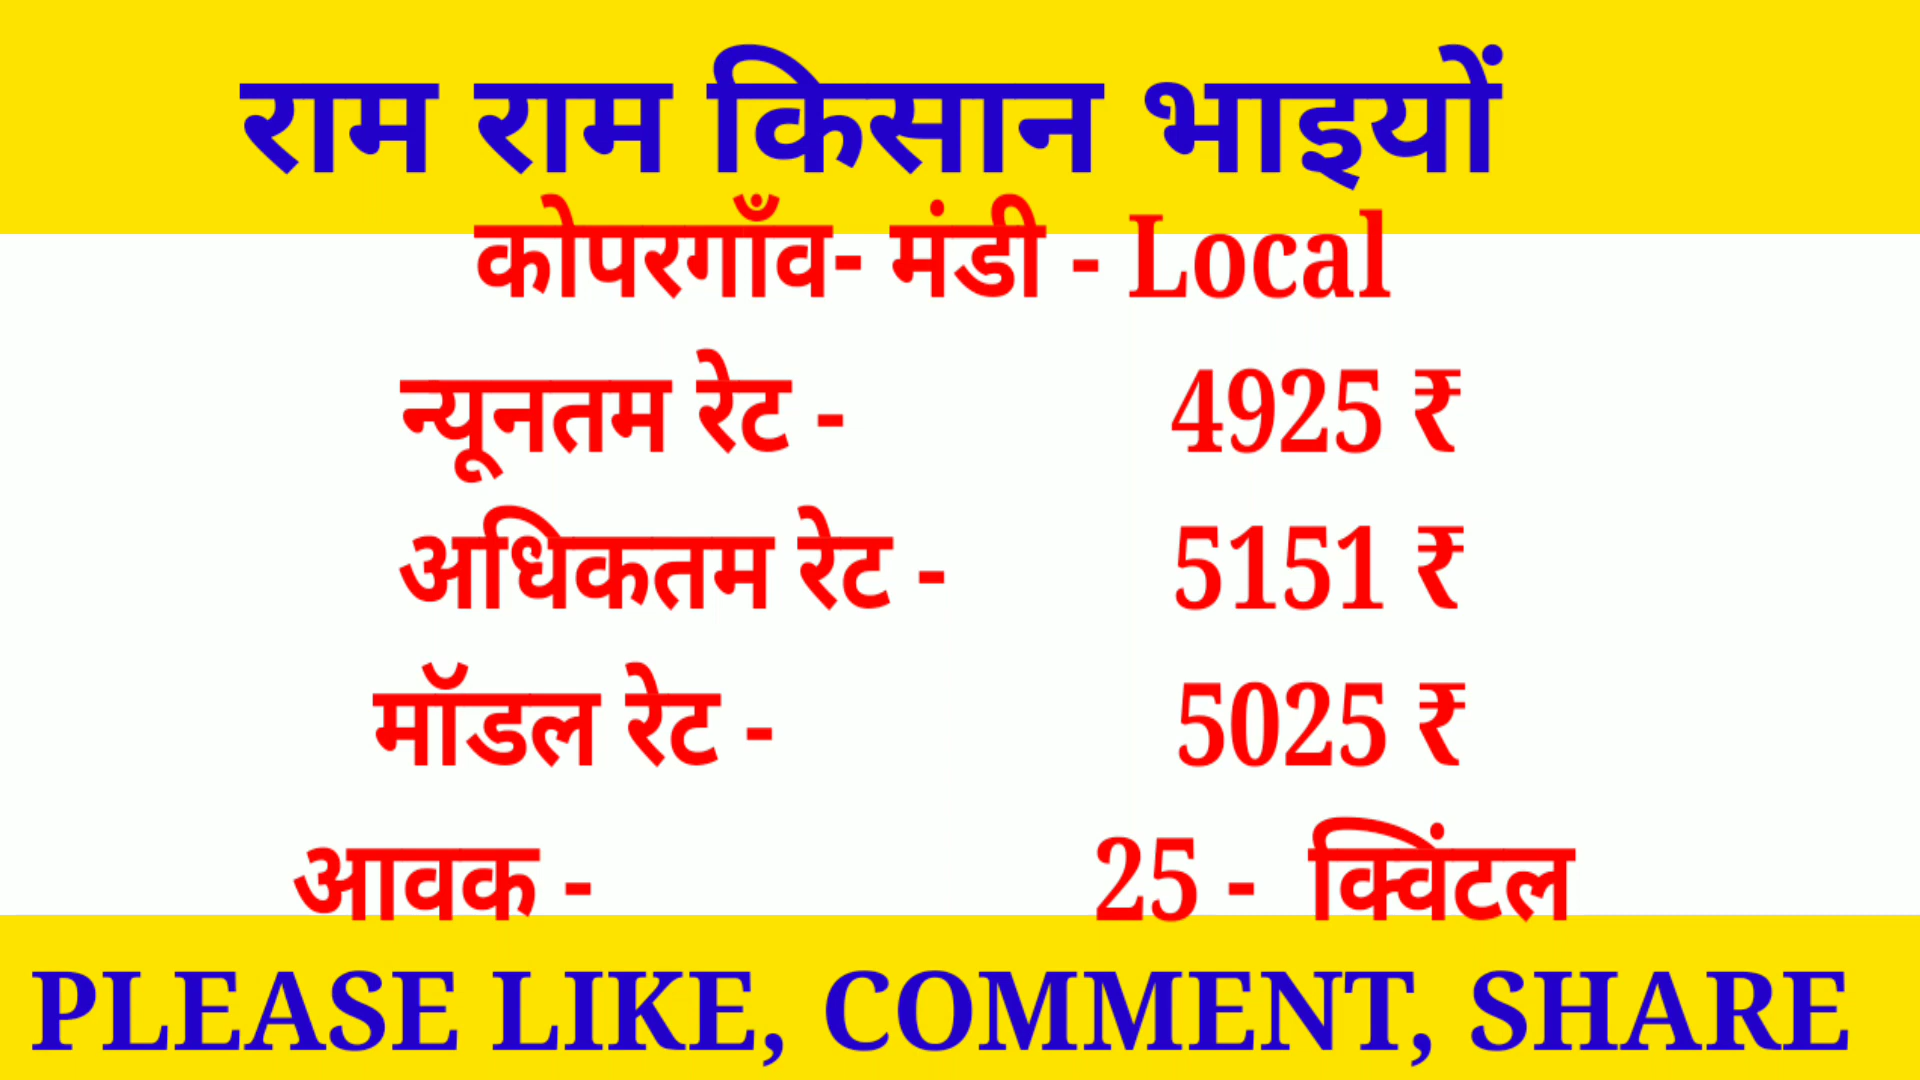 राम राम किसान भाइयों
कोपरगाँव- मंडी - Local
न्यूनतम रेट - 4925 ₹
अधिकतम रेट - 5151 ₹
मॉडल रेट - 5025 ₹
आवक - 25 - क्विंटल
PLEASE LIKE, COMMENT, SHARE